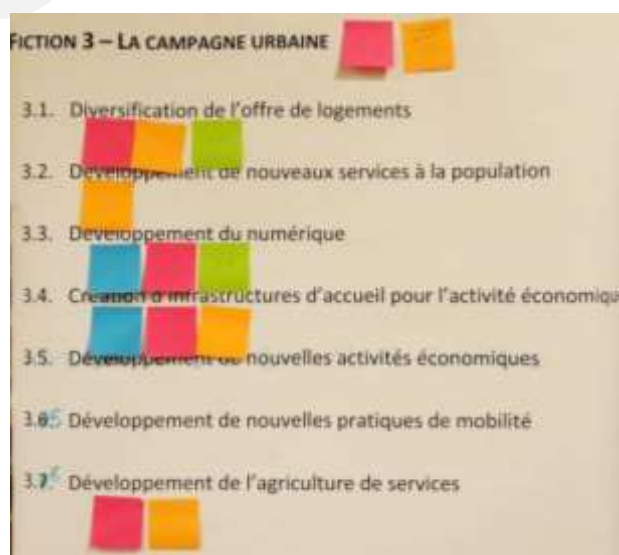 FICTION 3 – LA CAMPAGNE URBAINE
3.1. Diversification de l'offre de logements
3.2. Développement de nouveaux services à la population
3.3. Développement du numérique
3.4. Création d'infrastructures d'accueil pour l'activité économiqu
3.5. Développement de nouvelles activités économiques
3.65 Développement de nouvelles pratiques de mobilité
3.7.6 Développement de l'agriculture de services